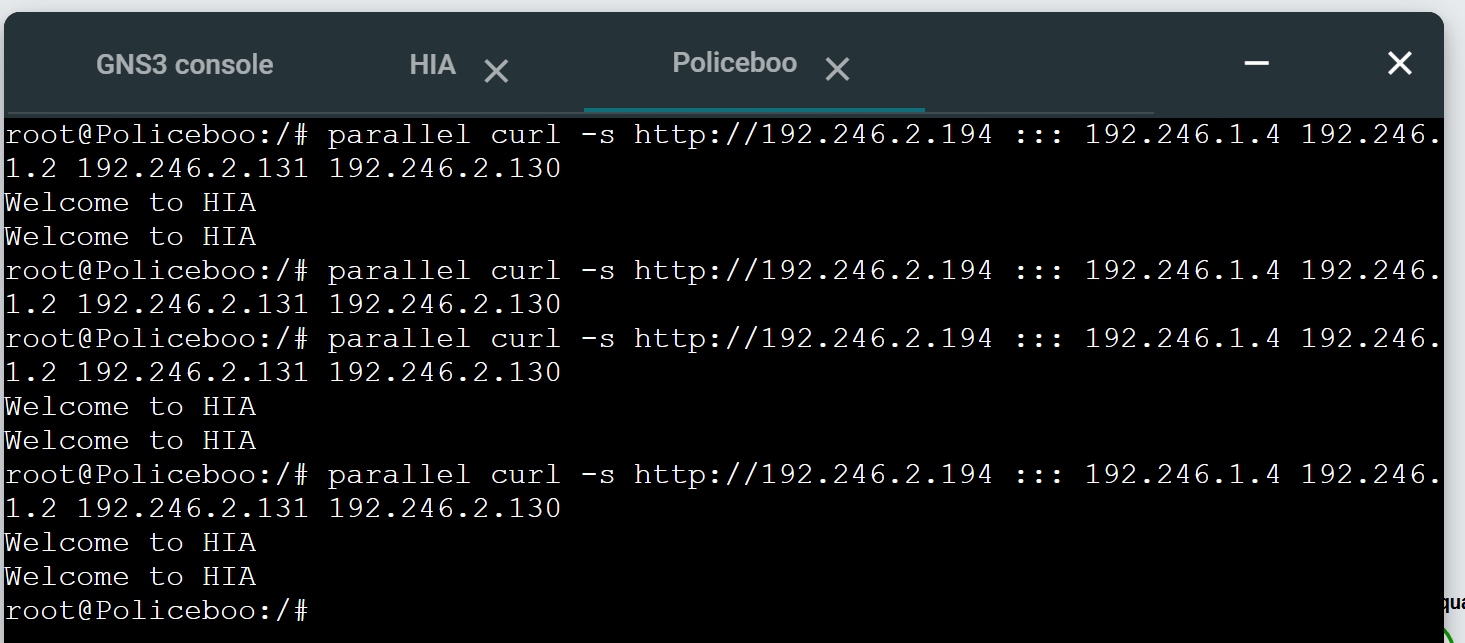 GNS3 console HIA Policeboo
root@Policeboo:/# parallel curl -s http://192.246.2.194 ::: 192.246.1.4 192.246.
1.2 192.246.2.131 192.246.2.130
Welcome to HIA
Welcome to HIA
root@Policeboo:/# parallel curl -s http://192.246.2.194 ::: 192.246.1.4 192.246.
1.2 192.246.2.131 192.246.2.130
root@Policeboo:/# parallel curl -s http://192.246.2.194 ::: 192.246.1.4 192.246.
1.2 192.246.2.131 192.246.2.130
Welcome to HIA
Welcome to HIA
root@Policeboo:/# parallel curl -s http://192.246.2.194 ::: 192.246.1.4 192.246.
1.2 192.246.2.131 192.246.2.130
Welcome to HIA
Welcome to HIA
root@Policeboo:/#